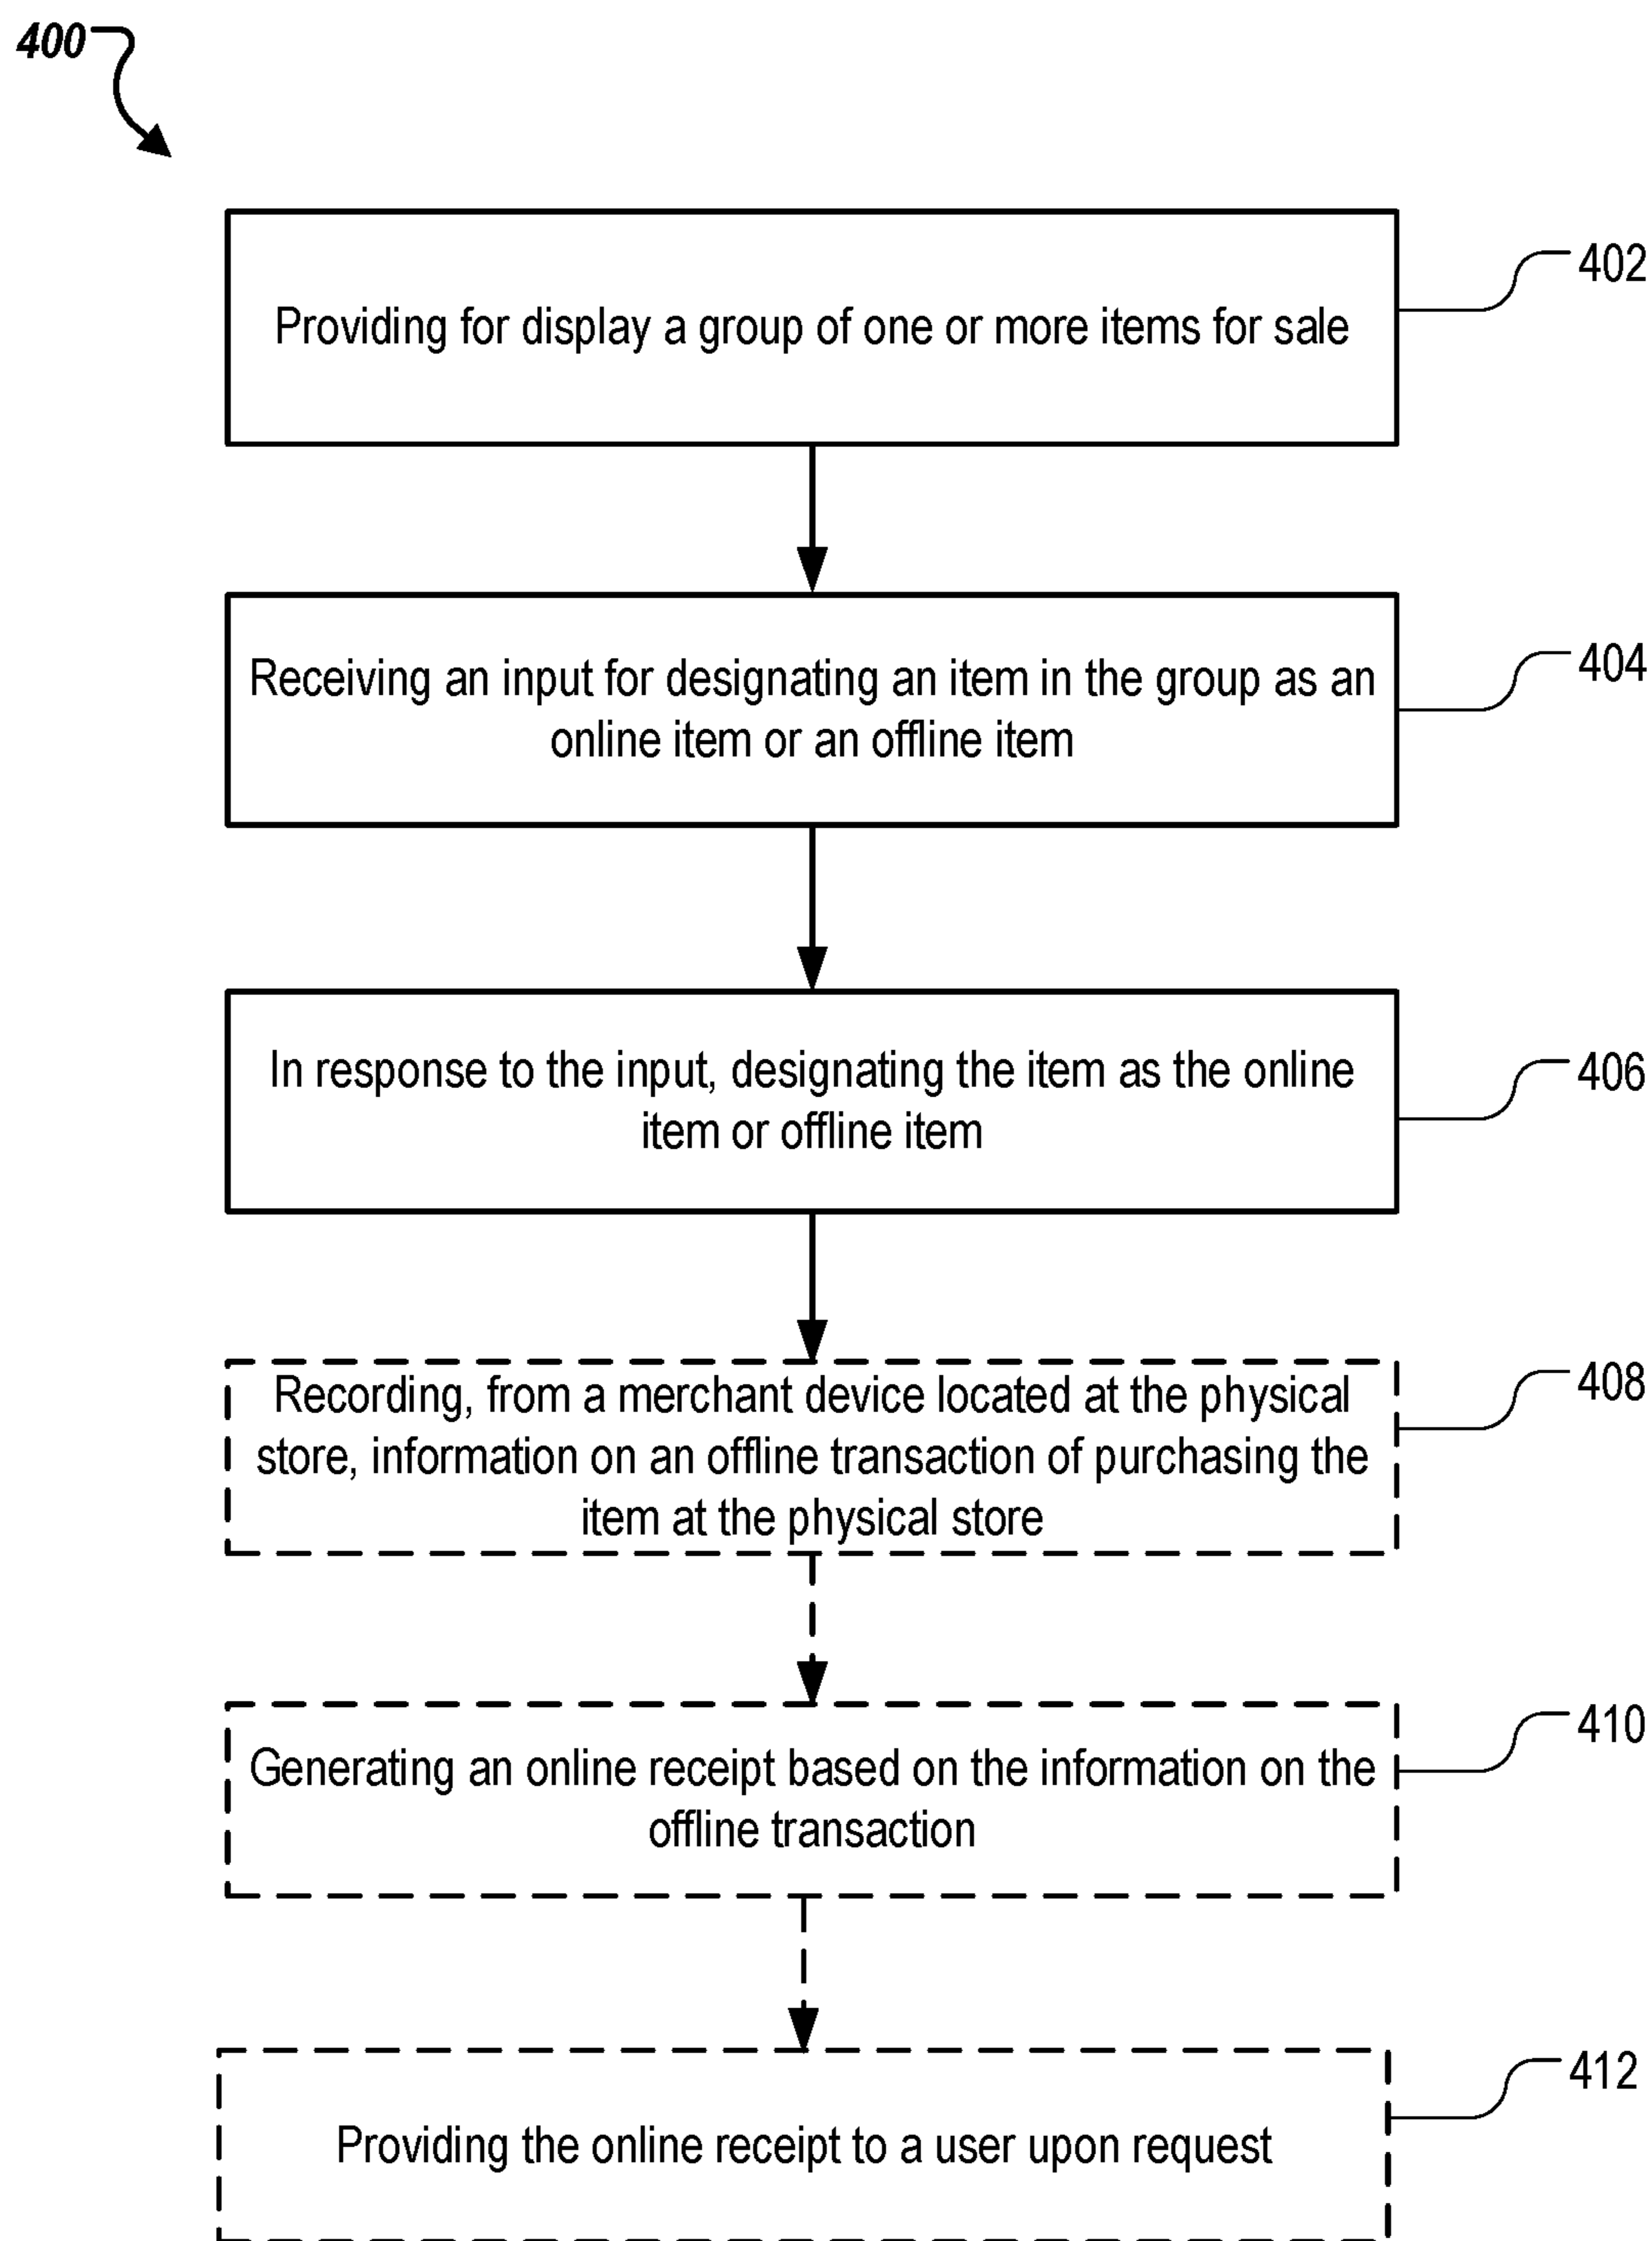 400
Providing for display a group of one or more items for sale
402
Receiving an input for designating an item in the group as an
online item or an offline item
404
In response to the input, designating the item as the online
item or offline item
406
Recording, from a merchant device located at the physical
store, information on an offline transaction of purchasing the
item at the physical store
408
Generating an online receipt based on the information on the
offline transaction
410
Providing the online receipt to a user upon request
412